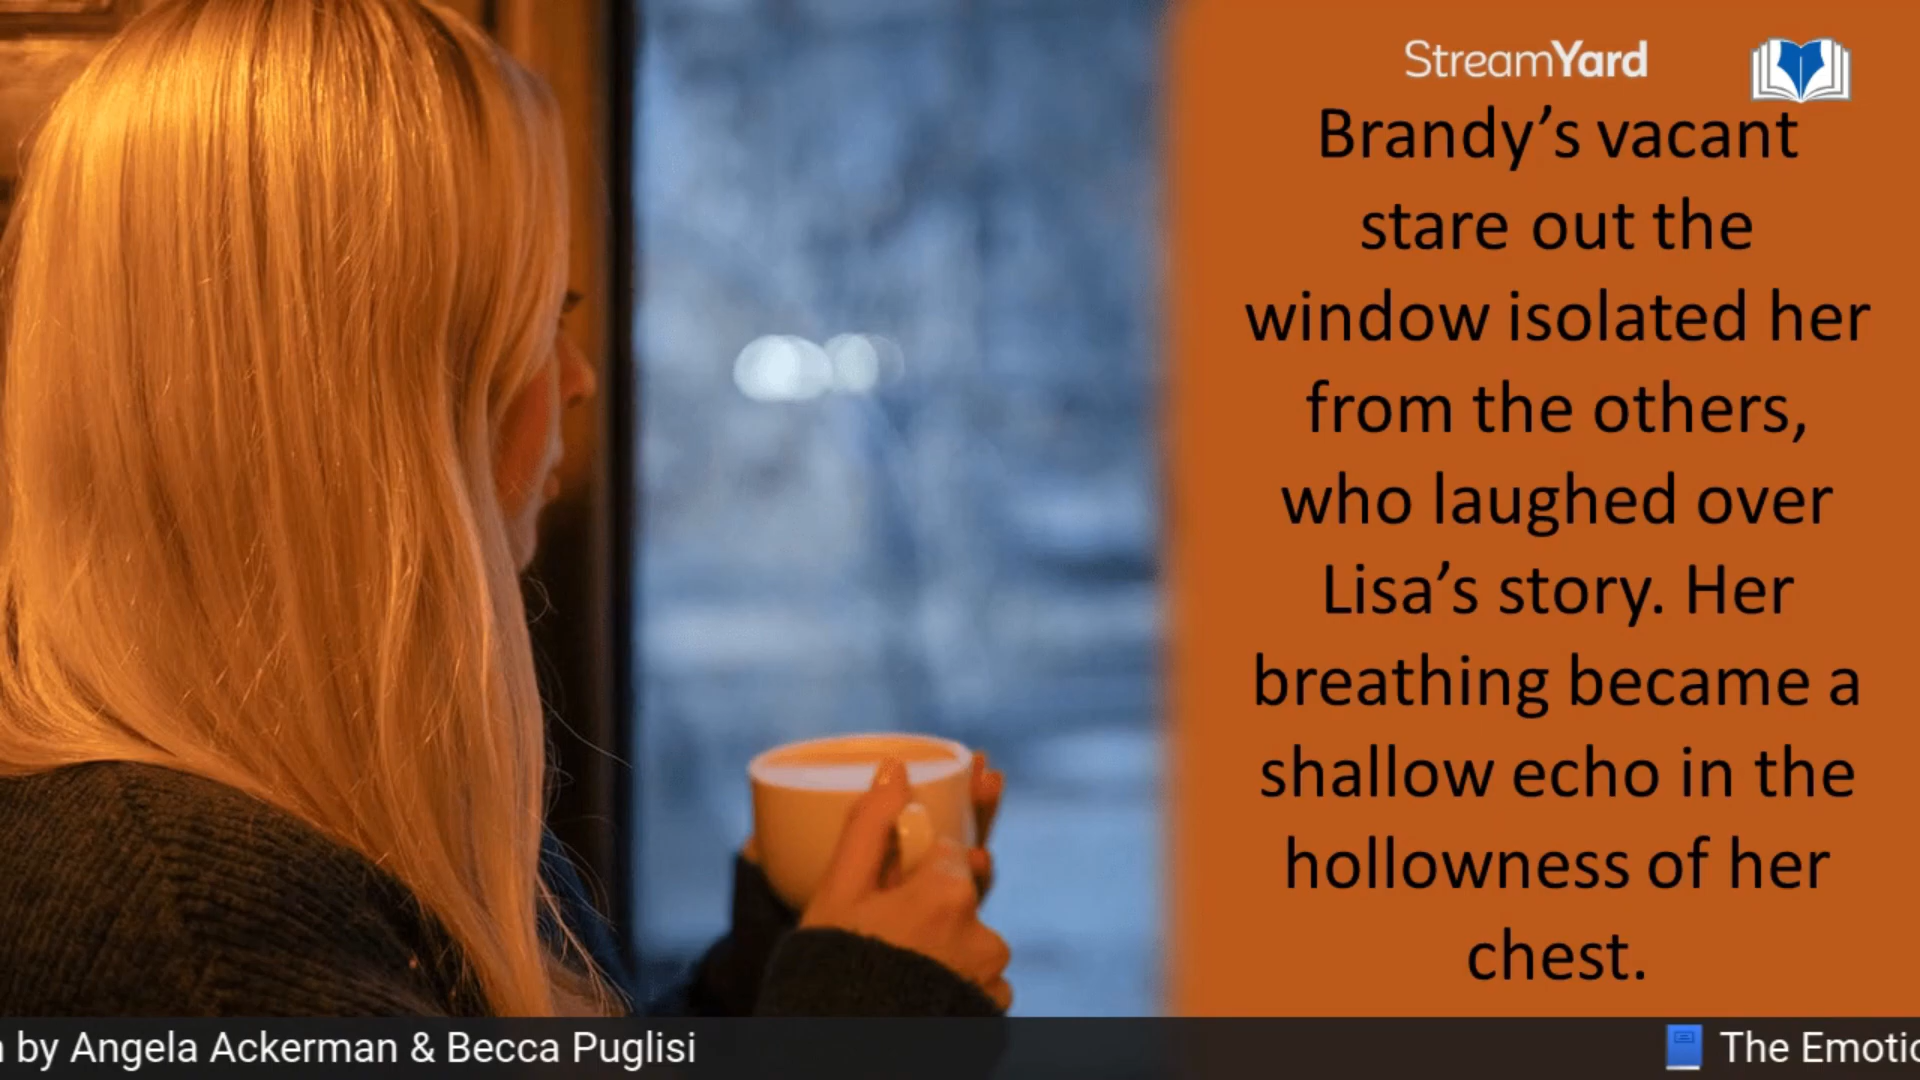 StreamYard
Brandy’s vacant
stare out the
window isolated her
from the others,
who laughed over
Lisa’s story. Her
breathing became a
shallow echo in the
hollowness of her
chest.
by Angela Ackerman & Becca Puglisi
The